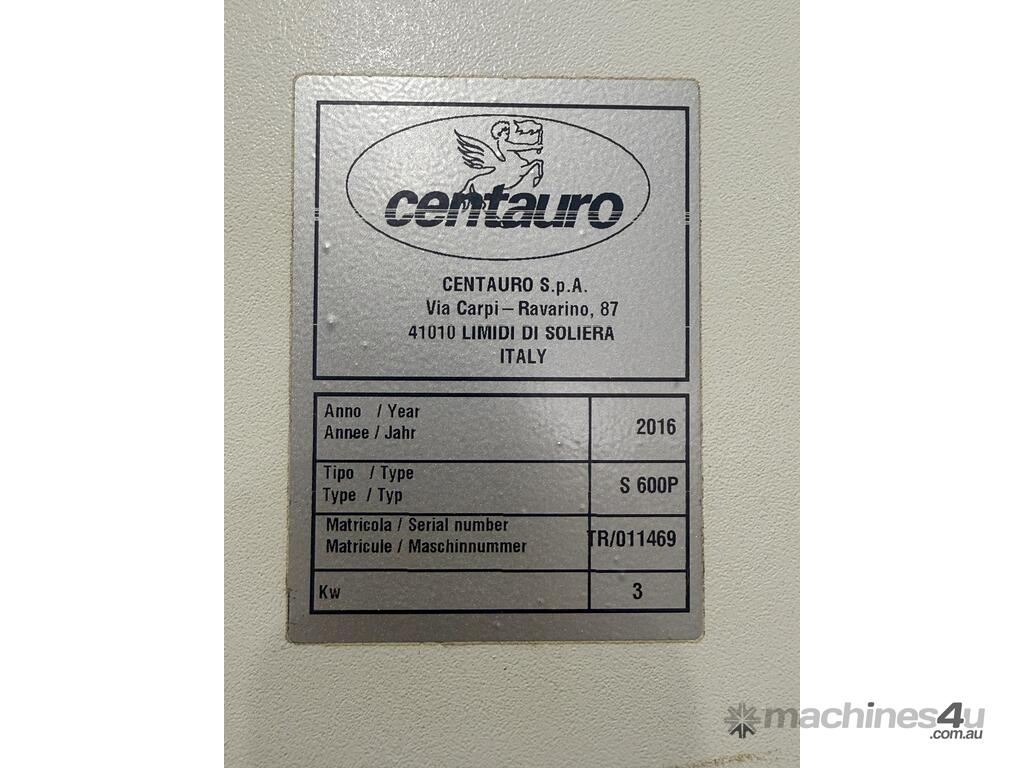 centauro
CENTAURO S.p.A.
Via Carpi – Ravarino, 87
41010 LIMIDI DI SOLIERA
ITALY
Anno / Year
Annee / Jahr
2016
Tipo / Type
Type / Typ
S 600P
Matricola / Serial number
Matricule / Maschinnummer
TR/011469
Kw
3
machines4u
.com.au